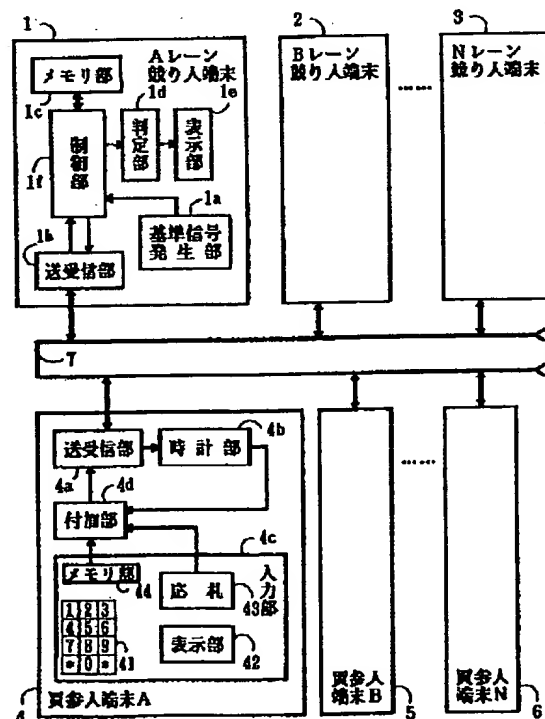 1
2
3
Aレーン
競り人端末
Bレーン
競り人端末
Nレーン
競り人端末
メモリ部
1c
1d
1e
制御部
判定部
表示部
1f
1a
基準信号
発生部
1h
送受信部
7
送受信部
時計部
4b
4a
4d
付加部
4c
メモリ部
44
応札
43
入力部
1 2 3
4 5 6
7 8 9
* 0 *
41
表示部
42
4
買参人端末A
買参人
端末B
5
買参人
端末N
6